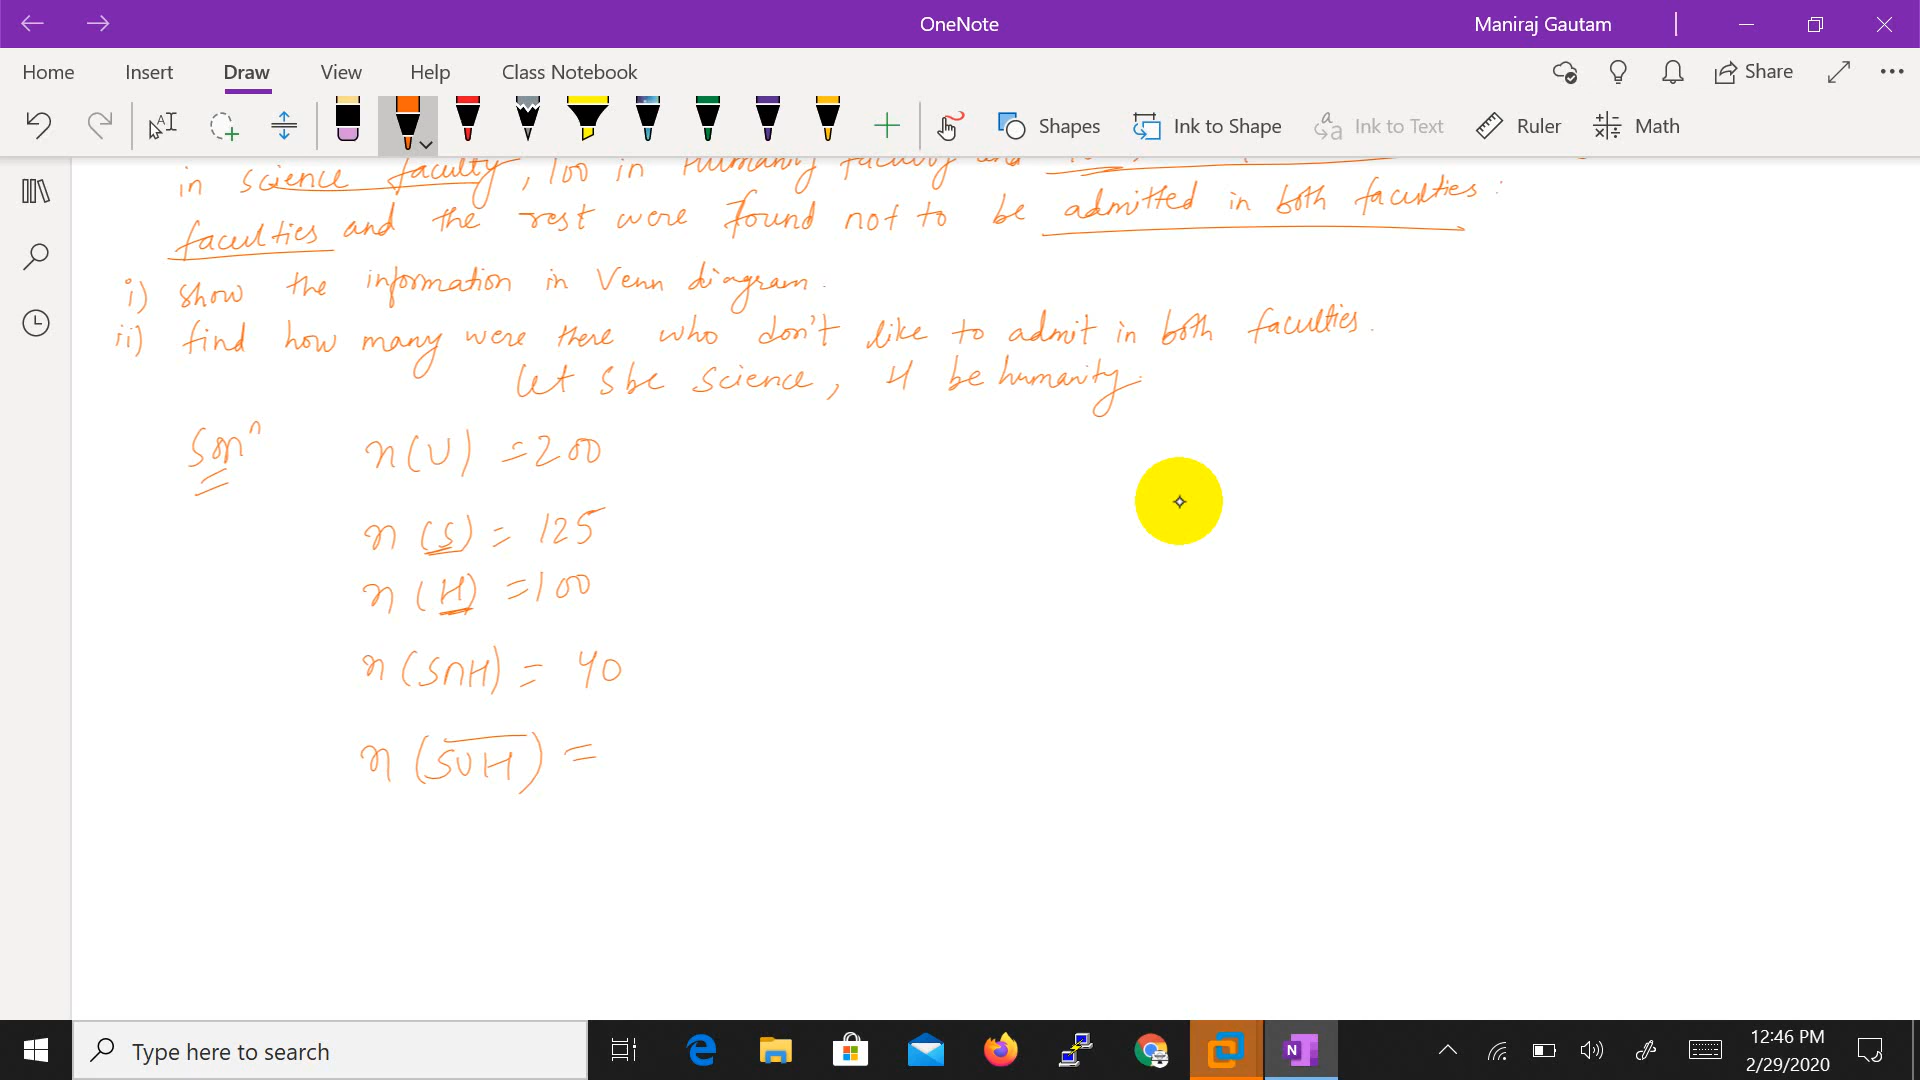 OneNote
Maniraj Gautam
Home Insert Draw View Help Class Notebook Share
Shapes Ink to Shape Ink to Text Ruler Math
in science faculty, 100 in Humanity faculty and
faculties and the rest were found not to be admitted in both faculties.
i) show the information in Venn diagram.
ii) find how many were there who don't like to admit in both faculties.
let S be Science, H be humanity.
Solⁿ n(U) = 200
n(S) = 125
n(H) = 100
n(S∩H) = 40
n(S̅U̅H̅) =
Type here to search
12:46 PM
2/29/2020